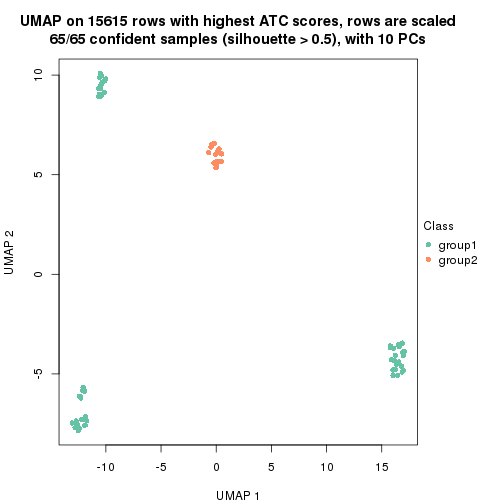 UMAP on 15615 rows with highest ATC scores, rows are scaled
65/65 confident samples (silhouette > 0.5), with 10 PCs
10
5
0
-5
UMAP 2
-10
-5
0
5
10
15
UMAP 1
Class
group1
group2